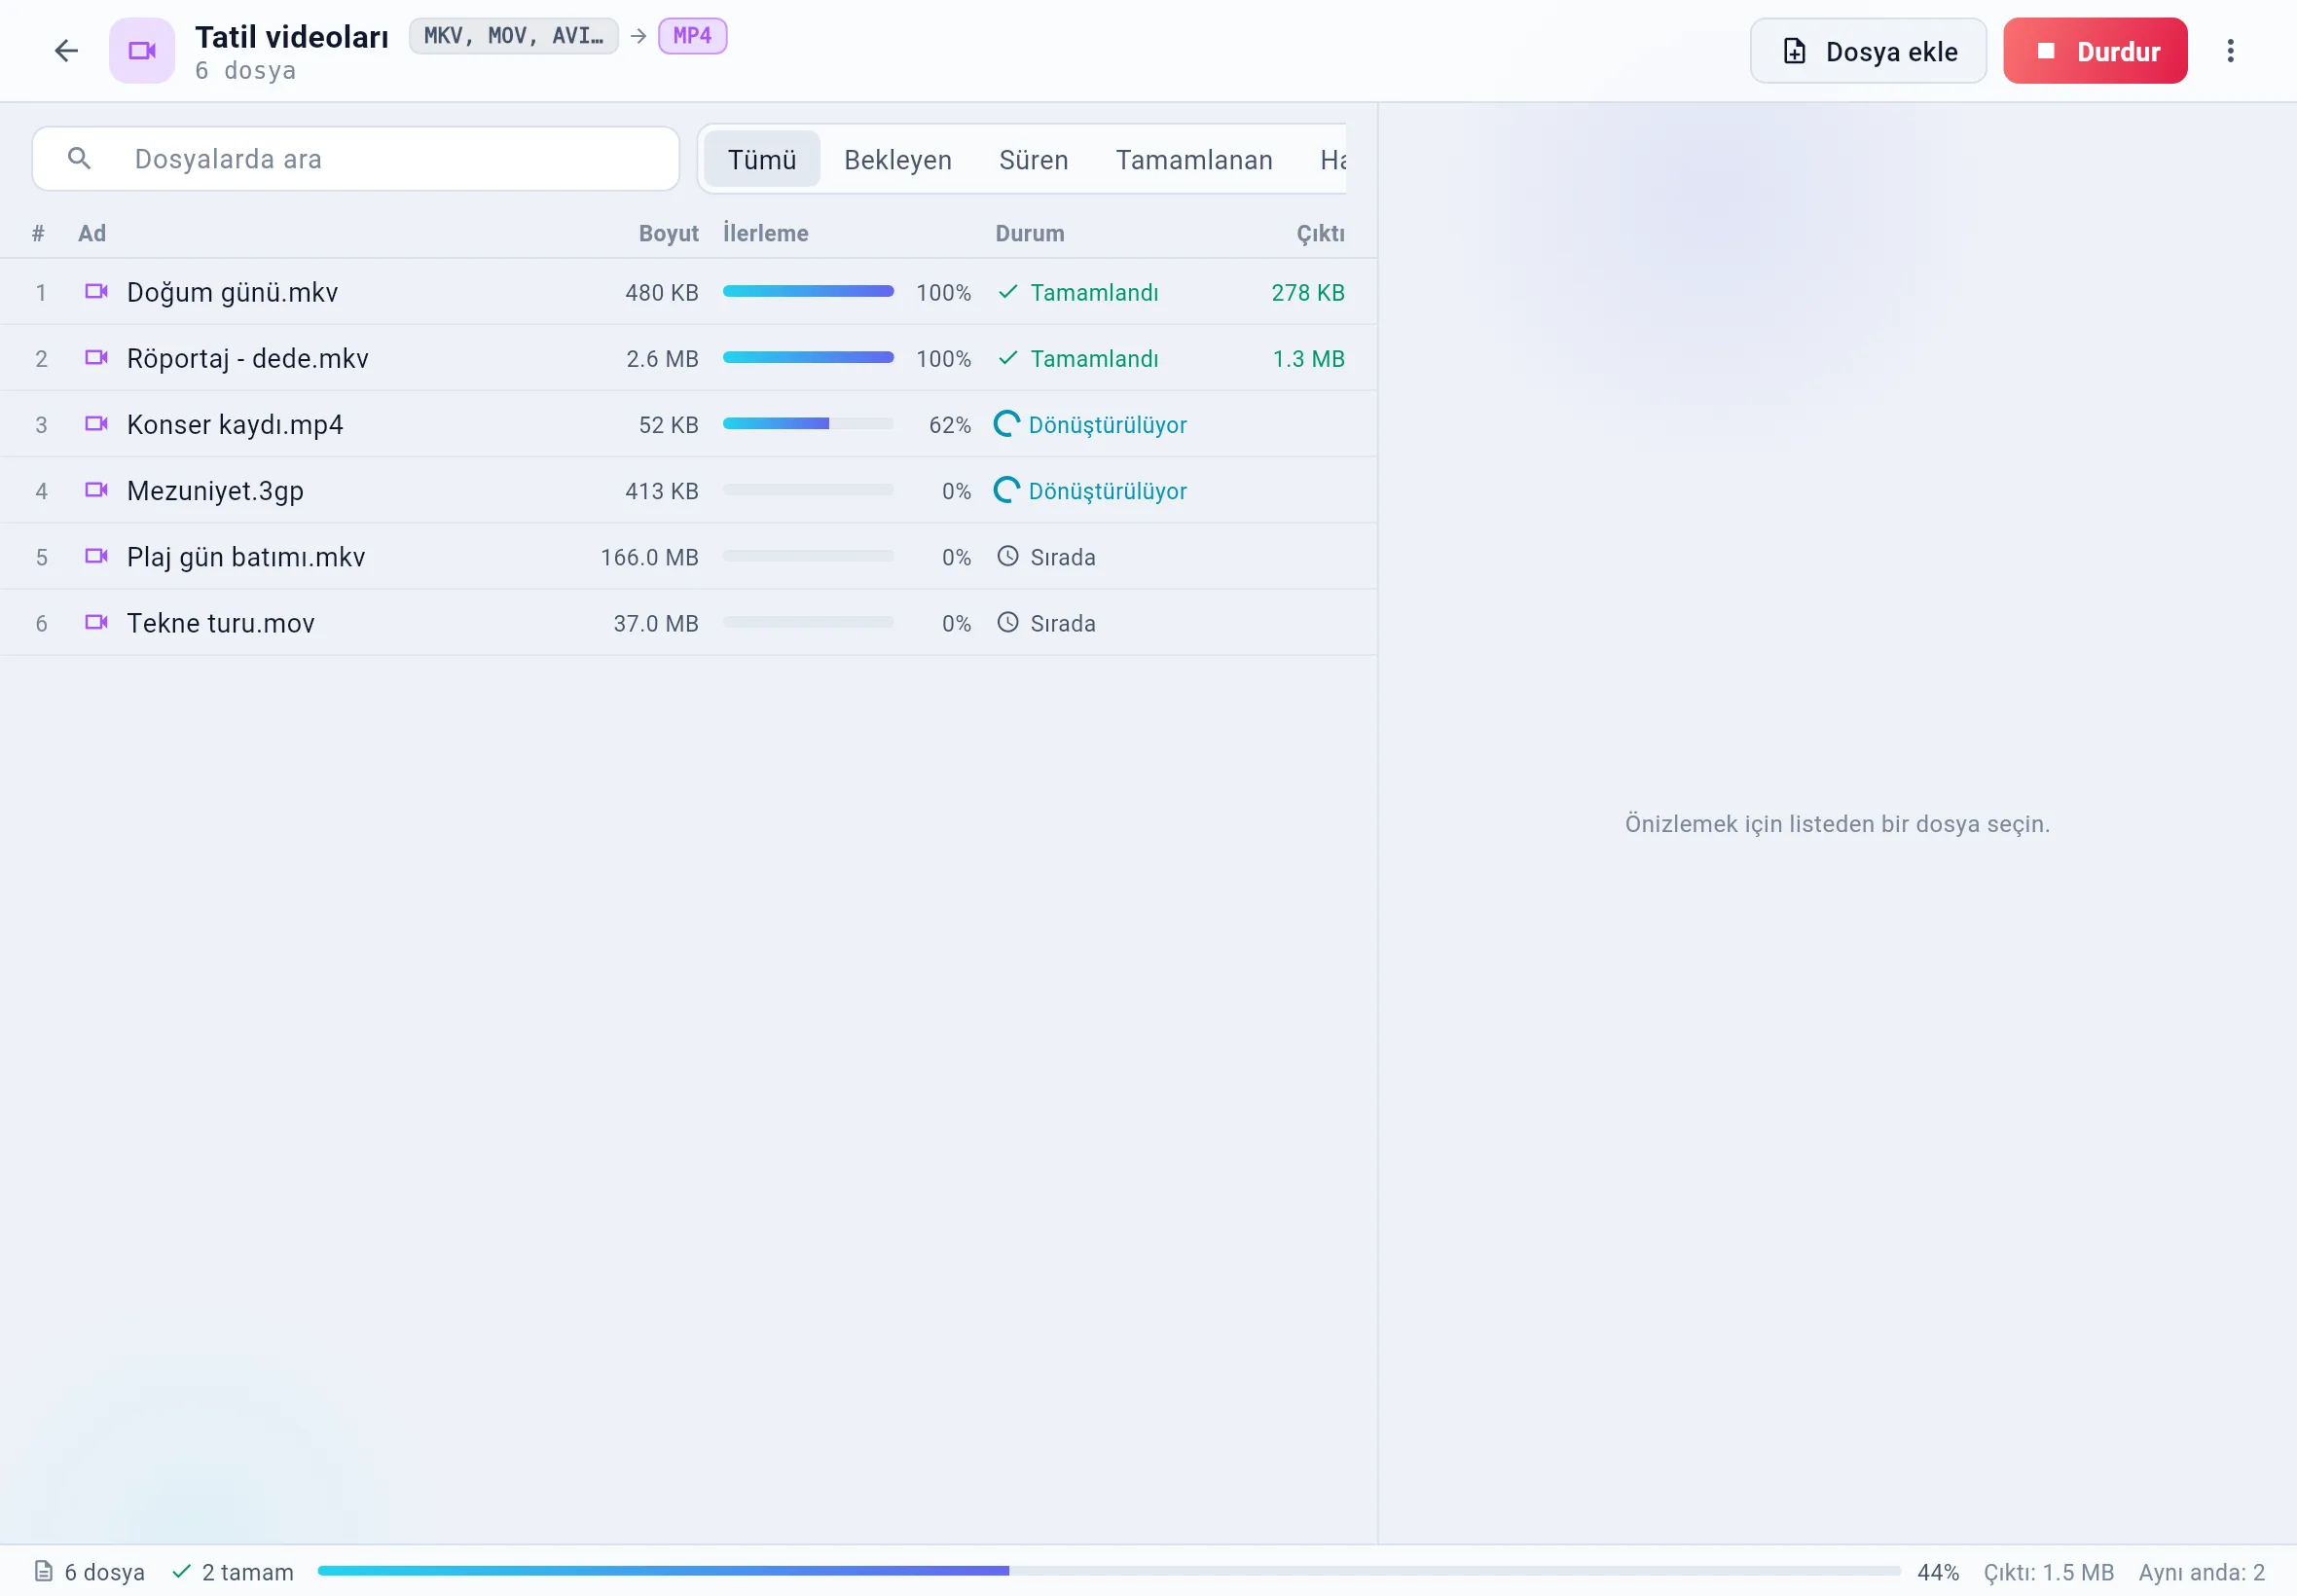 Tatil videoları MKV, MOV, AVI… → MP4
6 dosya
Dosya ekle
Durdur
Dosyalarda ara
Tümü Bekleyen Süren Tamamlanan
# Ad Boyut İlerleme Durum Çıktı
1 Doğum günü.mkv 480 KB 100% Tamamlandı 278 KB
2 Röportaj - dede.mkv 2.6 MB 100% Tamamlandı 1.3 MB
3 Konser kaydı.mp4 52 KB 62% Dönüştürülüyor
4 Mezuniyet.3gp 413 KB 0% Dönüştürülüyor
5 Plaj gün batımı.mkv 166.0 MB 0% Sırada
6 Tekne turu.mov 37.0 MB 0% Sırada
Önizlemek için listeden bir dosya seçin.
6 dosya 2 tamam 44% Çıktı: 1.5 MB Aynı anda: 2